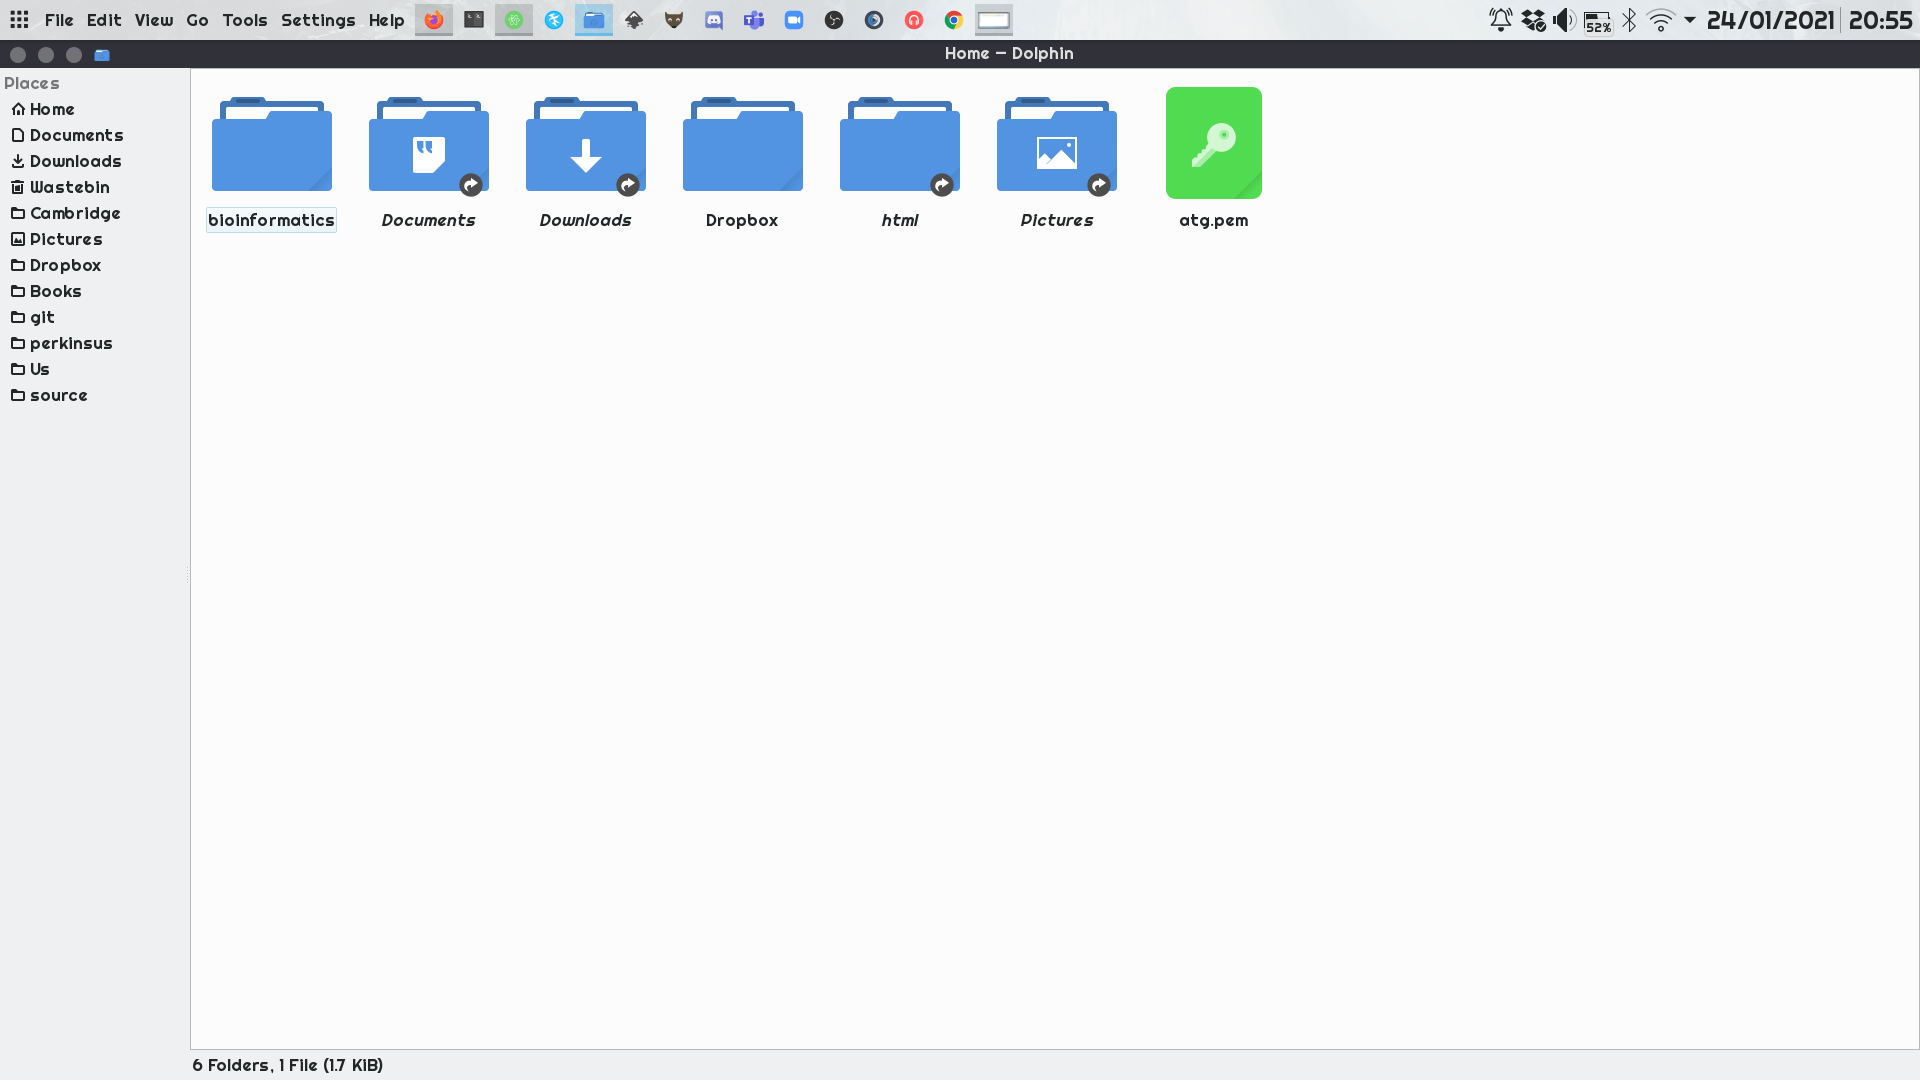 File Edit View Go Tools Settings Help 52% 24/01/2021 20:55
Home — Dolphin
Places
Home
Documents
Downloads
Wastebin
Cambridge
Pictures
Dropbox
Books
git
perkinsus
Us
source
bioinformatics Documents Downloads Dropbox html Pictures atg.pem
6 Folders, 1 File (1.7 KiB)